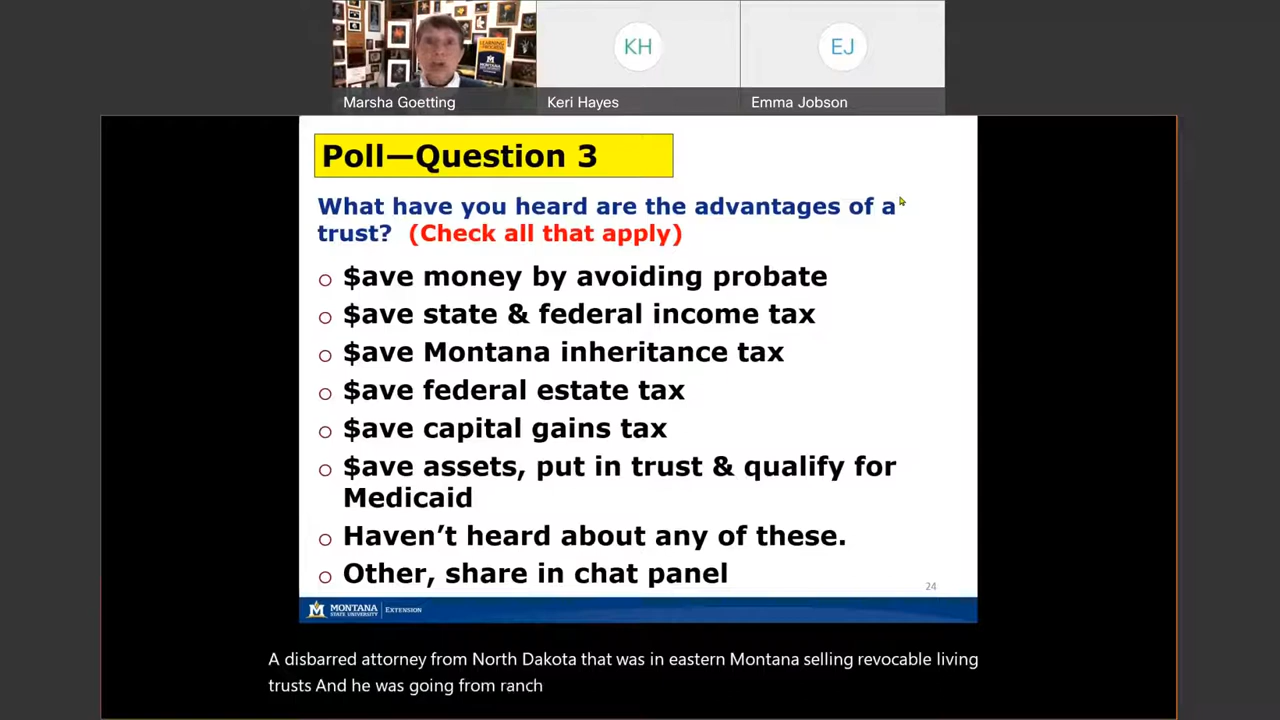 KH
EJ
Marsha Goetting
Keri Hayes
Emma Jobson
Poll—Question 3
What have you heard are the advantages of a
trust? (Check all that apply)
$ave money by avoiding probate
$ave state & federal income tax
$ave Montana inheritance tax
$ave federal estate tax
$ave capital gains tax
$ave assets, put in trust & qualify for
Medicaid
Haven’t heard about any of these.
Other, share in chat panel
24
MONTANA
STATE UNIVERSITY
EXTENSION
A disbarred attorney from North Dakota that was in eastern Montana selling revocable living
trusts And he was going from ranch